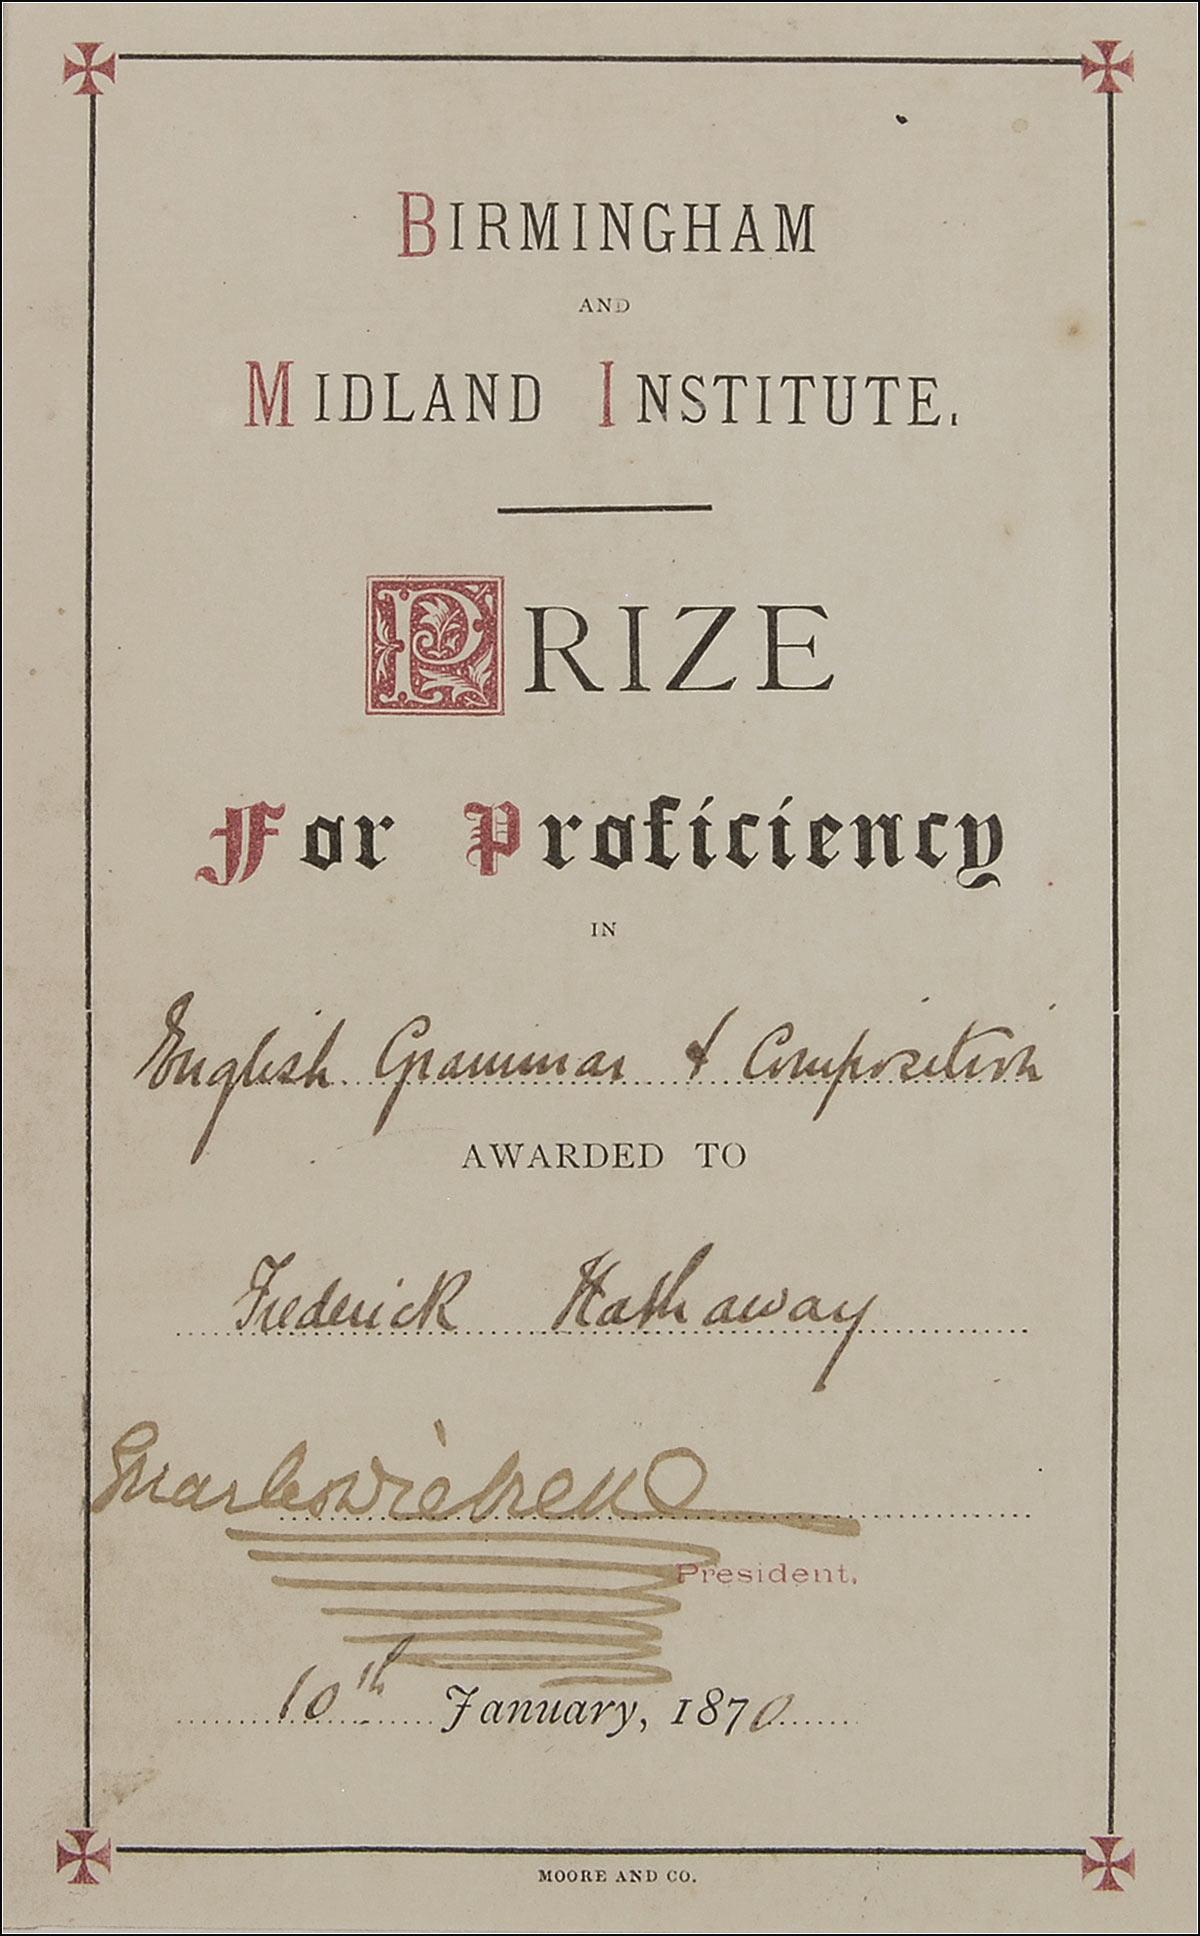 BIRMINGHAM
AND
MIDLAND INSTITUTE.
PRIZE
For Proficiency
IN
English Grammar & Composition
AWARDED TO
Frederick Hathaway
Charles Dickens
President.
10th January, 1870
MOORE AND CO.